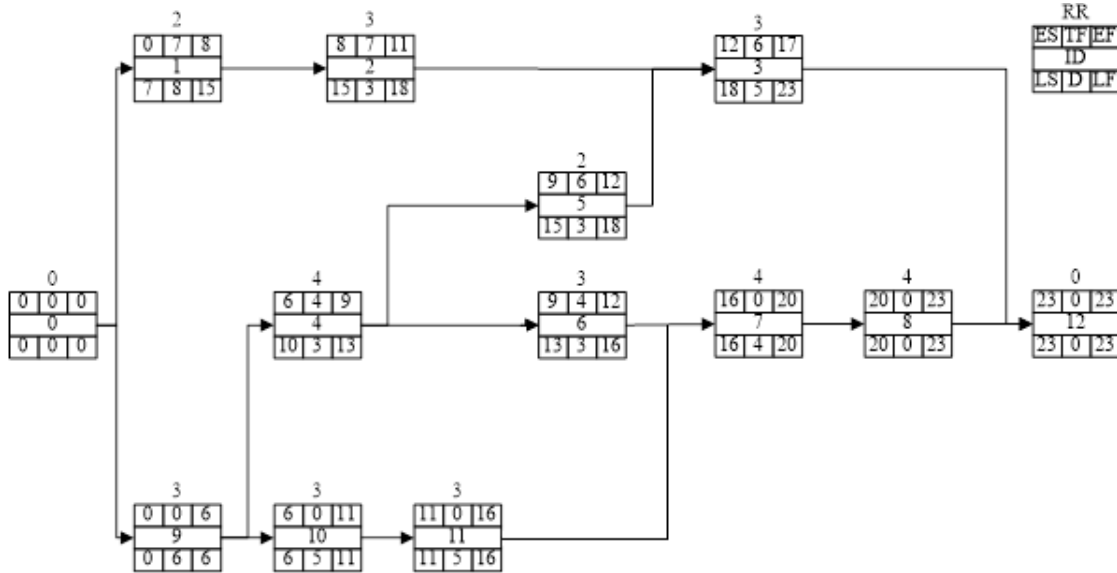 2
0 7 8
1
7 8 15
3
8 7 11
2
15 3 18
3
12 6 17
3
18 5 23
RR
ES TF EF
ID
LS D LF
2
9 6 12
5
15 3 18
0
0 0 0
0
0 0 0
4
6 4 9
4
10 3 13
3
9 4 12
6
13 3 16
4
16 0 20
7
16 4 20
4
20 0 23
8
20 0 23
0
23 0 23
12
23 0 23
3
0 0 6
9
0 6 6
3
6 0 11
10
6 5 11
3
11 0 16
11
11 5 16